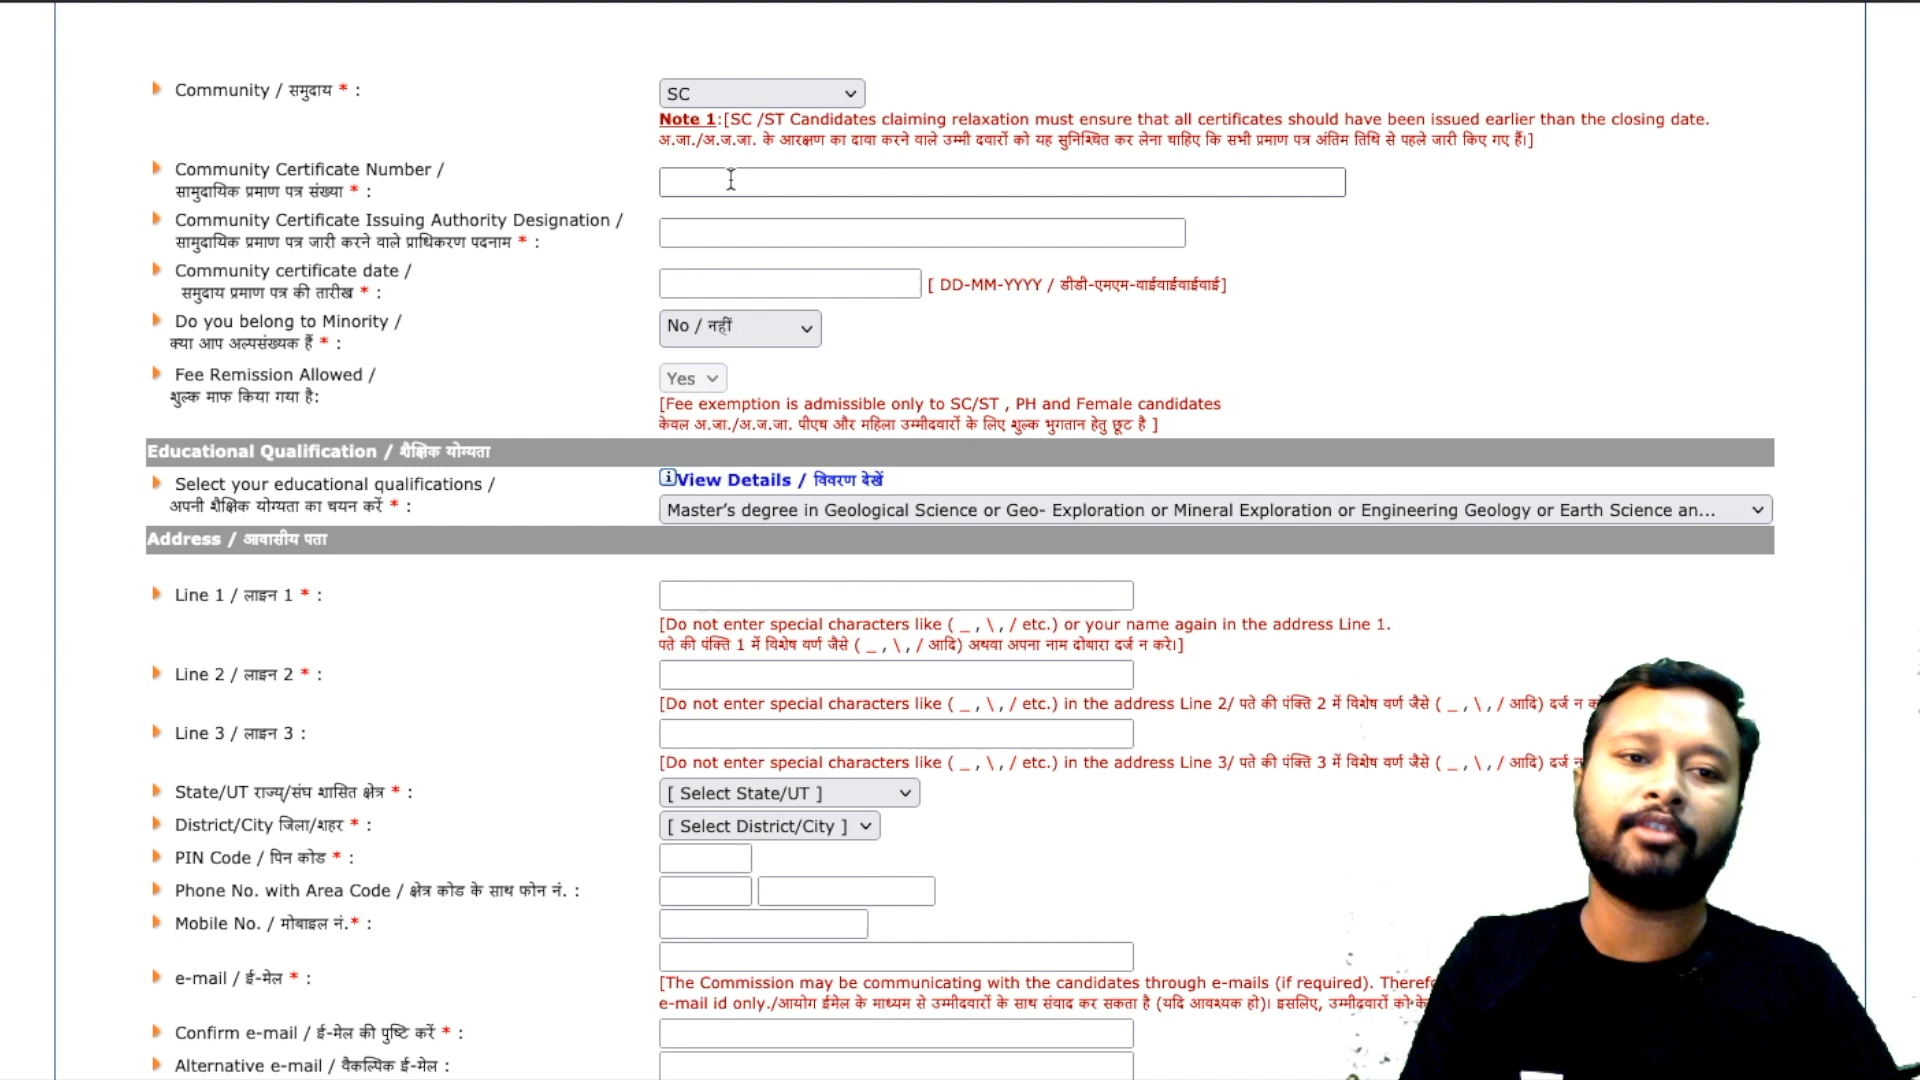 Community / समुदाय * :
SC
Note 1:[SC /ST Candidates claiming relaxation must ensure that all certificates should have been issued earlier than the closing date.
अ.जा./अ.ज.जा. के आरक्षण का दावा करने वाले उम्मी दवारों को यह सुनिश्चित कर लेना चाहिए कि सभी प्रमाण पत्र अंतिम तिथि से पहले जारी किए गए हैं।]
Community Certificate Number /
सामुदायिक प्रमाण पत्र संख्या * :
Community Certificate Issuing Authority Designation /
सामुदायिक प्रमाण पत्र जारी करने वाले प्राधिकरण पदनाम * :
Community certificate date /
समुदाय प्रमाण पत्र की तारीख * :
[ DD-MM-YYYY / डीडी-एमएम-वाईवाईवाईवाई]
Do you belong to Minority /
क्या आप अल्पसंख्यक हैं * :
No / नहीं
Fee Remission Allowed /
शुल्क माफ किया गया है:
Yes
[Fee exemption is admissible only to SC/ST , PH and Female candidates
केवल अ.जा./अ.ज.जा. पीएच और महिला उम्मीदवारों के लिए शुल्क भुगतान हेतु छूट है ]
Educational Qualification / शैक्षिक योग्यता
Select your educational qualifications /
अपनी शैक्षिक योग्यता का चयन करें * :
View Details / विवरण देखें
Master's degree in Geological Science or Geo- Exploration or Mineral Exploration or Engineering Geology or Earth Science an...
Address / आवासीय पता
Line 1 / लाइन 1 * :
[Do not enter special characters like ( _ , \ , / etc.) or your name again in the address Line 1.
पते की पंक्ति 1 में विशेष वर्ण जैसे ( _ , \ , / आदि) अथवा अपना नाम दोबारा दर्ज न करे।]
Line 2 / लाइन 2 * :
[Do not enter special characters like ( _ , \ , / etc.) in the address Line 2/ पते की पंक्ति 2 में विशेष वर्ण जैसे ( _ , \ , / आदि) दर्ज न
Line 3 / लाइन 3 :
[Do not enter special characters like ( _ , \ , / etc.) in the address Line 3/ पते की पंक्ति 3 में विशेष वर्ण जैसे ( _ , \ , / आदि) दर्ज
State/UT राज्य/संघ शासित क्षेत्र * :
[ Select State/UT ]
District/City जिला/शहर * :
[ Select District/City ]
PIN Code / पिन कोड * :
Phone No. with Area Code / क्षेत्र कोड के साथ फोन नं. :
Mobile No. / मोबाइल नं.* :
e-mail / ई-मेल * :
[The Commission may be communicating with the candidates through e-mails (if required).
e-mail id only./आयोग ईमेल के माध्यम से उम्मीदवारों के साथ संवाद कर सकता है (यदि आवश्यक हो)। इसलिए, उम्मीदवारों को
Confirm e-mail / ई-मेल की पुष्टि करें * :
Alternative e-mail / वैकल्पिक ई-मेल :